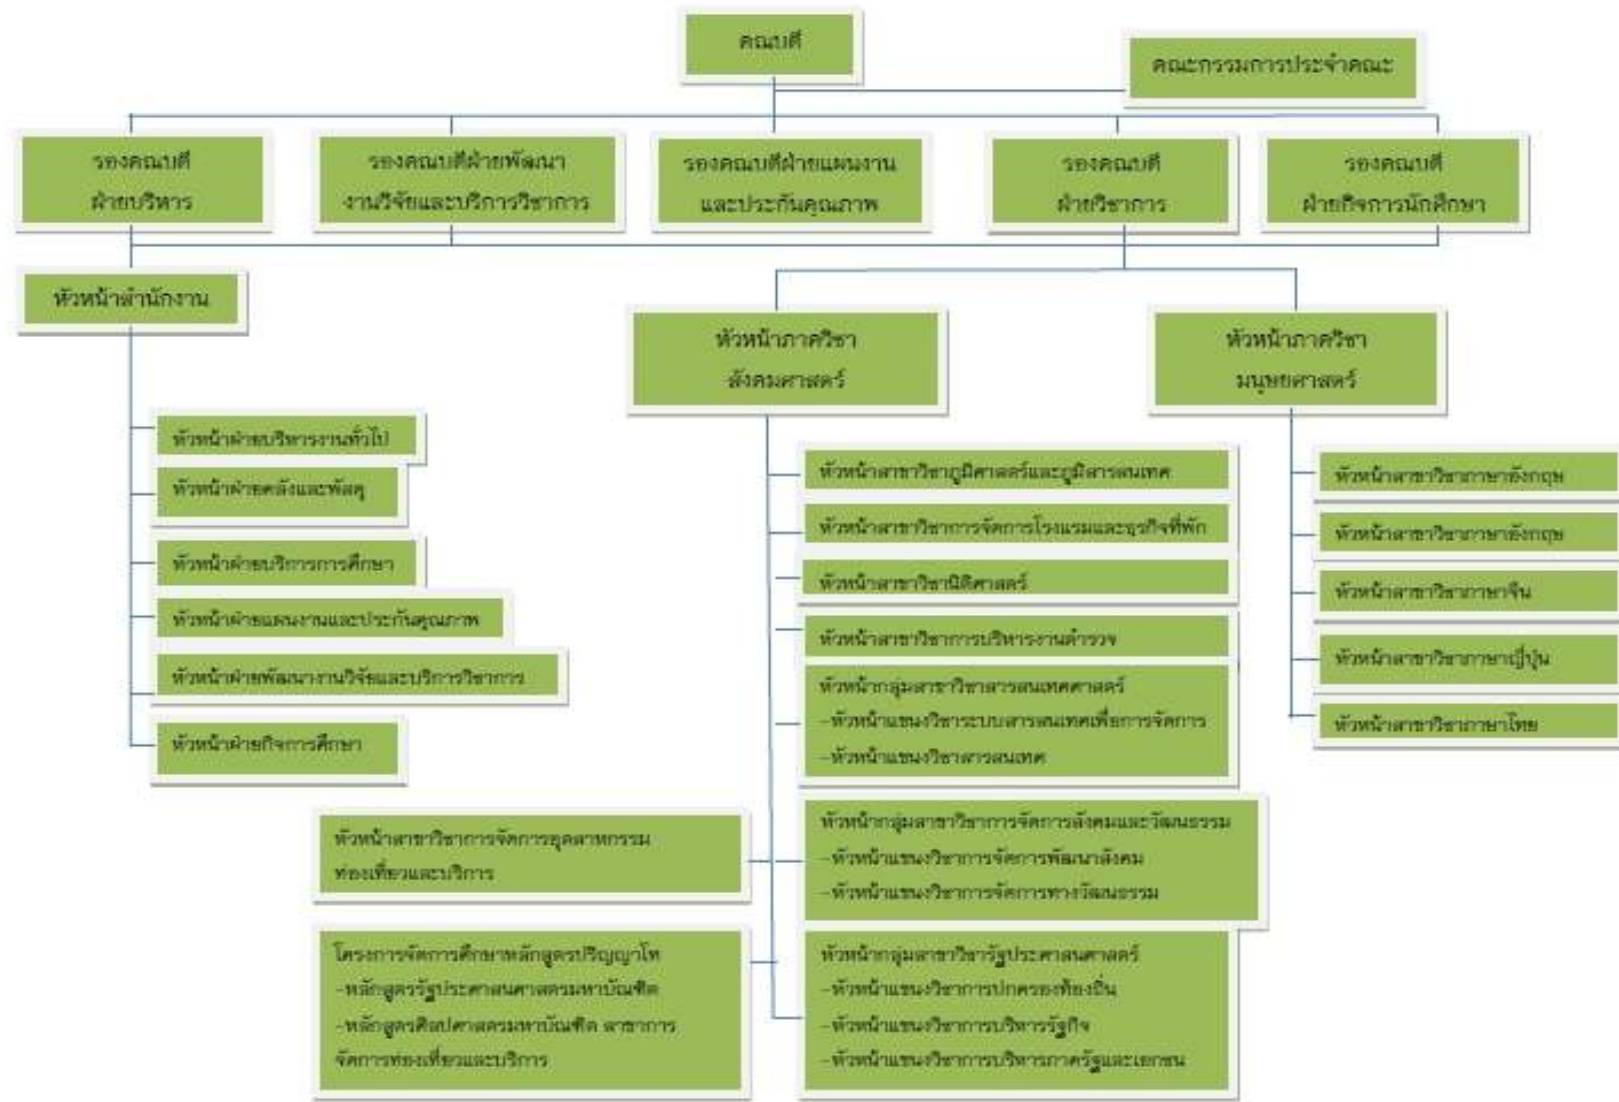 คณบดี
คณะกรรมการประจำคณะ
รองคณบดี
ฝ่ายบริหาร
รองคณบดีฝ่ายพัฒนา
งานวิจัยและบริการวิชาการ
รองคณบดีฝ่ายแผนงาน
และประกันคุณภาพ
รองคณบดี
ฝ่ายวิชาการ
รองคณบดี
ฝ่ายกิจการนักศึกษา
หัวหน้าสำนักงาน
หัวหน้าภาควิชา
สังคมศาสตร์
หัวหน้าภาควิชา
มนุษยศาสตร์
หัวหน้าฝ่ายบริหารงานทั่วไป
หัวหน้าฝ่ายคลังและพัสดุ
หัวหน้าฝ่ายบริการการศึกษา
หัวหน้าฝ่ายแผนงานและประกันคุณภาพ
หัวหน้าฝ่ายพัฒนางานวิจัยและบริการวิชาการ
หัวหน้าฝ่ายกิจการศึกษา
หัวหน้าสาขาวิชาภูมิศาสตร์และภูมิสารสนเทศ
หัวหน้าสาขาวิชาการจัดการโรงแรมและธุรกิจที่พัก
หัวหน้าสาขาวิชานิติศาสตร์
หัวหน้าสาขาวิชาการบริหารงานตำรวจ
หัวหน้ากลุ่มสาขาวิชาสารสนเทศศาสตร์
-หัวหน้าแขนงวิชาระบบสารสนเทศเพื่อการจัดการ
-หัวหน้าแขนงวิชาสารสนเทศ
หัวหน้าสาขาวิชาการจัดการอุตสาหกรรม
ท่องเที่ยวและบริการ
หัวหน้ากลุ่มสาขาวิชาการจัดการสังคมและวัฒนธรรม
-หัวหน้าแขนงวิชาการจัดการพัฒนาสังคม
-หัวหน้าแขนงวิชาการจัดการทางวัฒนธรรม
โครงการจัดการศึกษาหลักสูตรปริญญาโท
-หลักสูตรรัฐประศาสนศาสตรมหาบัณฑิต
-หลักสูตรศิลปศาสตรมหาบัณฑิต สาขาการ
จัดการท่องเที่ยวและบริการ
หัวหน้ากลุ่มสาขาวิชารัฐประศาสนศาสตร์
-หัวหน้าแขนงวิชาการปกครองท้องถิ่น
-หัวหน้าแขนงวิชาการบริหารรัฐกิจ
-หัวหน้าแขนงวิชาการบริหารภาครัฐและเอกชน
หัวหน้าสาขาวิชาภาษาอังกฤษ
หัวหน้าสาขาวิชาภาษาอังกฤษ
หัวหน้าสาขาวิชาภาษาจีน
หัวหน้าสาขาวิชาภาษาญี่ปุ่น
หัวหน้าสาขาวิชาภาษาไทย